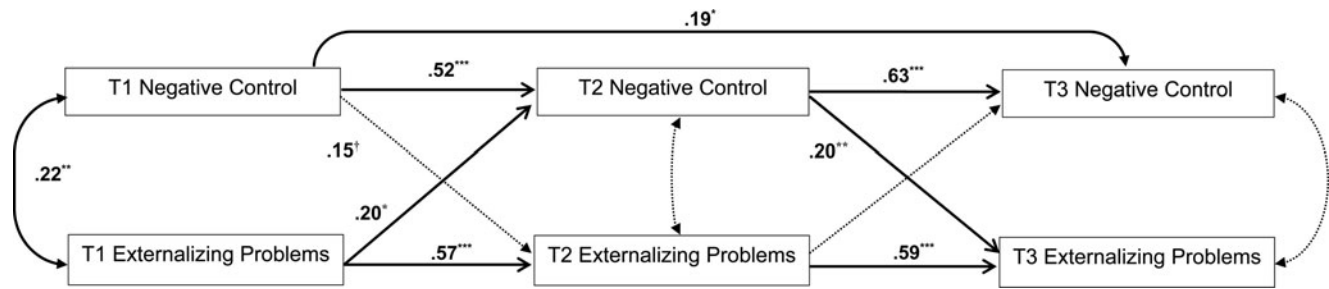 .19*
T1 Negative Control
.52***
T2 Negative Control
.63***
T3 Negative Control
.15†
.20**
.22**
.20*
T1 Externalizing Problems
.57***
T2 Externalizing Problems
.59***
T3 Externalizing Problems